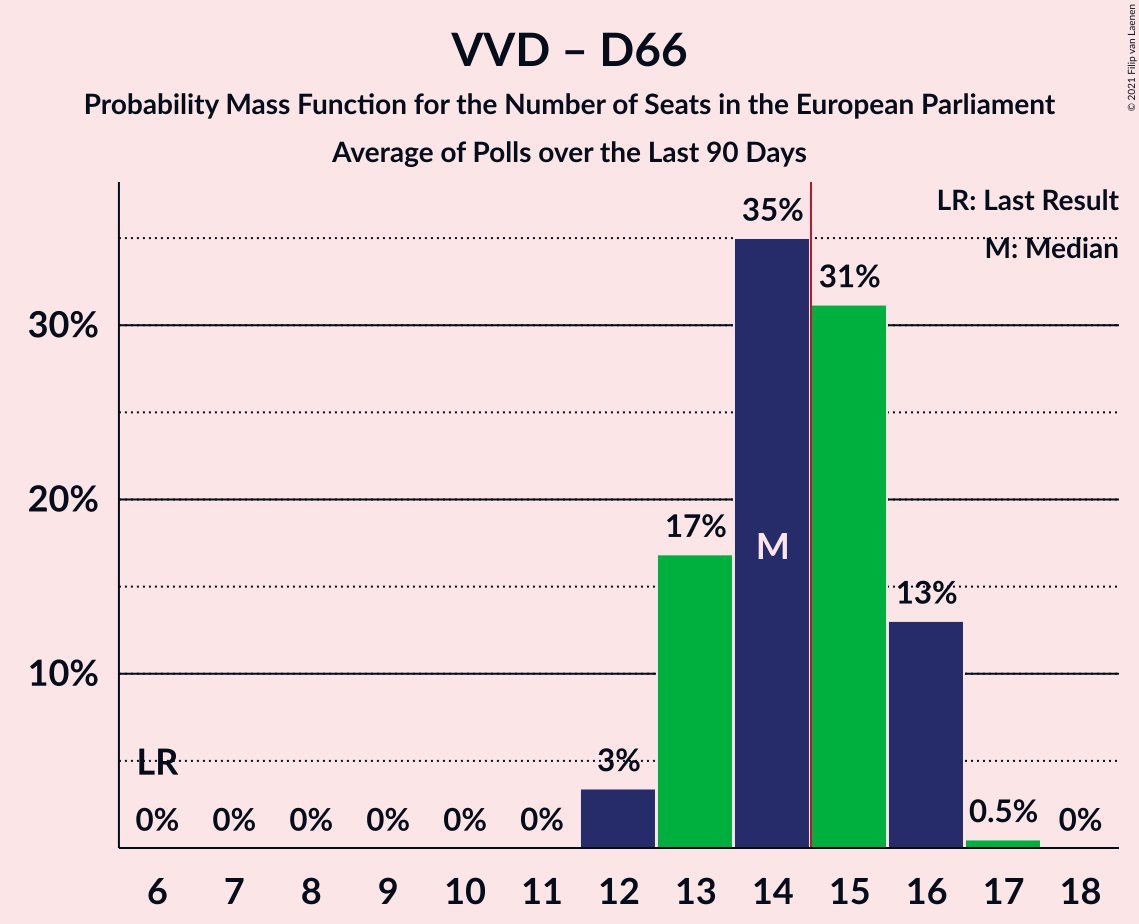 VVD – D66
Probability Mass Function for the Number of Seats in the European Parliament
Average of Polls over the Last 90 Days
© 2021 Filip van Laenen
LR: Last Result
M: Median
35%
31%
30%
20%
17%
M
13%
10%
LR
3%
0% 0% 0% 0% 0% 0% 0.5% 0%
6 7 8 9 10 11 12 13 14 15 16 17 18